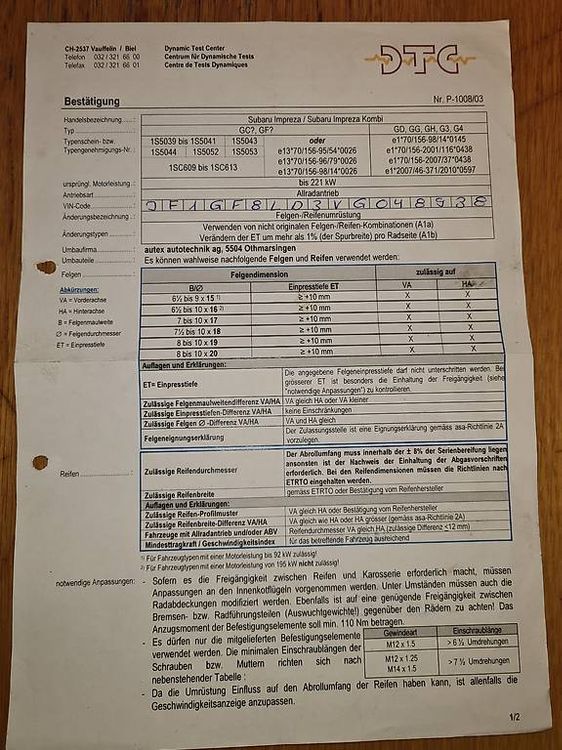 CH-2537 Vauffelin / Biel Dynamic Test Center
Telefon 032 / 321 66 00 Centrum für Dynamische Tests
Telefax 032 / 321 66 01 Centre de Tests Dynamiques
DTC
Bestätigung Nr. P-1008/03
Handelsbezeichnung: Subaru Impreza / Subaru Impreza Kombi
Typ: GC?, GF? GD, GG, GH, G3, G4
Typenschein- bzw. 1S5039 bis 1S5041 1S5043 oder e1*70/156-98/14*0145
Typengenehmigungs-Nr.: 1S5044 1S5052 1S5053 e13*70/156-95/54*0026 e1*70/156-2001/116*0438
1SC609 bis 1SC613 e13*70/156-96/79*0026 e1*70/156-2007/37*0438
e13*70/156-98/14*0026 e1*2007/46-371/2010*0597
ursprüngl. Motorleistung: bis 221 kW
Antriebsart: Allradantrieb
VIN-Code: JF1GF8LD3VG048938
Änderungsbezeichnung: Felgen-/Reifenumrüstung
Änderungstypen: Verwenden von nicht originalen Felgen-/Reifen-Kombinationen (A1a)
Verändern der ET um mehr als 1% (der Spurbreite) pro Radseite (A1b)
Umbaufirma: autex autotechnik ag, 5504 Othmarsingen
Umbauteile: Es können wahlweise nachfolgende Felgen und Reifen verwendet werden:
Felgen: Felgendimension zulässig auf
Abkürzungen: B/Ø Einpresstiefe ET VA HA
VA = Vorderachse 6½ bis 9 x 15 1) ≥ +10 mm X X
HA = Hinterachse 6½ bis 10 x 16 2) ≥ +10 mm X X
B = Felgenmaulweite 7 bis 10 x 17 ≥ +10 mm X X
Ø = Felgendurchmesser 7½ bis 10 x 18 ≥ +10 mm X X
ET = Einpresstiefe 8 bis 10 x 19 ≥ +10 mm X X
8 bis 10 x 20 ≥ +10 mm X X
Auflagen und Erklärungen:
ET= Einpresstiefe Die angegebene Felgeneinpresstiefe darf nicht unterschritten werden. Bei
grösserer ET ist besonders die Einhaltung der Freigängigkeit (siehe
"notwendige Anpassungen") zu kontrollieren.
Zulässige Felgenmaulweitendifferenz VA/HA VA gleich HA oder VA kleiner
Zulässige Einpresstiefen-Differenz VA/HA keine Einschränkungen
Zulässige Felgen Ø -Differenz VA/HA VA und HA gleich
Felgeneignungserklärung Der Zulassungsstelle ist eine Eignungserklärung gemäss asa-Richtlinie 2A
vorzulegen.
Reifen: Zulässige Reifendurchmesser Der Abrollumfang muss innerhalb der ± 8% der Serienbereifung liegen
ansonsten ist der Nachweis der Einhaltung der Abgasvorschriften
erforderlich. Bei den Reifendimensionen müssen die Richtlinien nach
ETRTO eingehalten werden.
Zulässige Reifenbreite gemäss ETRTO oder Bestätigung vom Reifenhersteller
Auflagen und Erklärungen:
Zulässige Reifen-Profilmuster VA gleich HA oder Bestätigung vom Reifenhersteller
Zulässige Reifenbreite-Differenz VA/HA VA gleich wie HA oder HA grösser (gemäss asa-Richtlinie 2A)
Fahrzeuge mit Allradantrieb und/oder ABV Reifendurchmesser VA gleich HA (zulässige Differenz <12 mm)
Mindesttragkraft / Geschwindigkeitsindex für das betreffende Fahrzeug ausreichend
1) Für Fahrzeugtypen mit einer Motorleistung bis 92 kW zulässig!
2) Für Fahrzeugtypen mit einer Motorleistung von 195 kW nicht zulässig!
notwendige Anpassungen: - Sofern es die Freigängigkeit zwischen Reifen und Karosserie erforderlich macht, müssen
Anpassungen an den Innenkotflügeln vorgenommen werden. Unter Umständen müssen auch die
Radabdeckungen modifiziert werden. Ebenfalls ist auf eine genügende Freigängigkeit zwischen
Bremsen- bzw. Radführungsteilen (Auswuchtgewichte!) gegenüber den Rädern zu achten! Das
Anzugsmoment der Befestigungselemente soll min. 110 Nm betragen.
- Es dürfen nur die mitgelieferten Befestigungselemente
verwendet werden. Die minimalen Einschraublängen der
Schrauben bzw. Muttern richten sich nach
nebenstehender Tabelle :
Gewindeart Einschraublänge
M12 x 1.5 > 6 ½ Umdrehungen
M12 x 1.25 > 7 ½ Umdrehungen
M14 x 1.5
- Da die Umrüstung Einfluss auf den Abrollumfang der Reifen haben kann, ist allenfalls die
Geschwindigkeitsanzeige anzupassen.
1/2